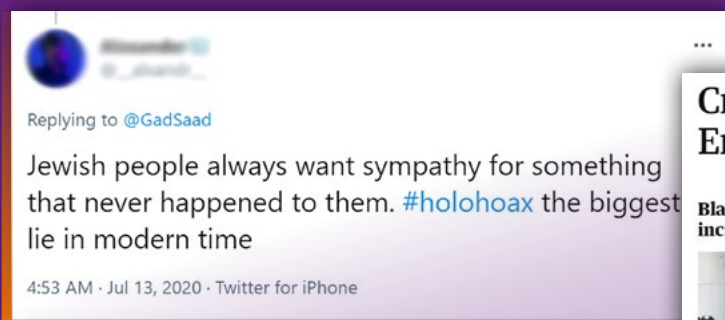 Replying to @GadSaad
Jewish people always want sympathy for something
that never happened to them. #holohoax the biggest
lie in modern time
4:53 AM · Jul 13, 2020 · Twitter for iPhone